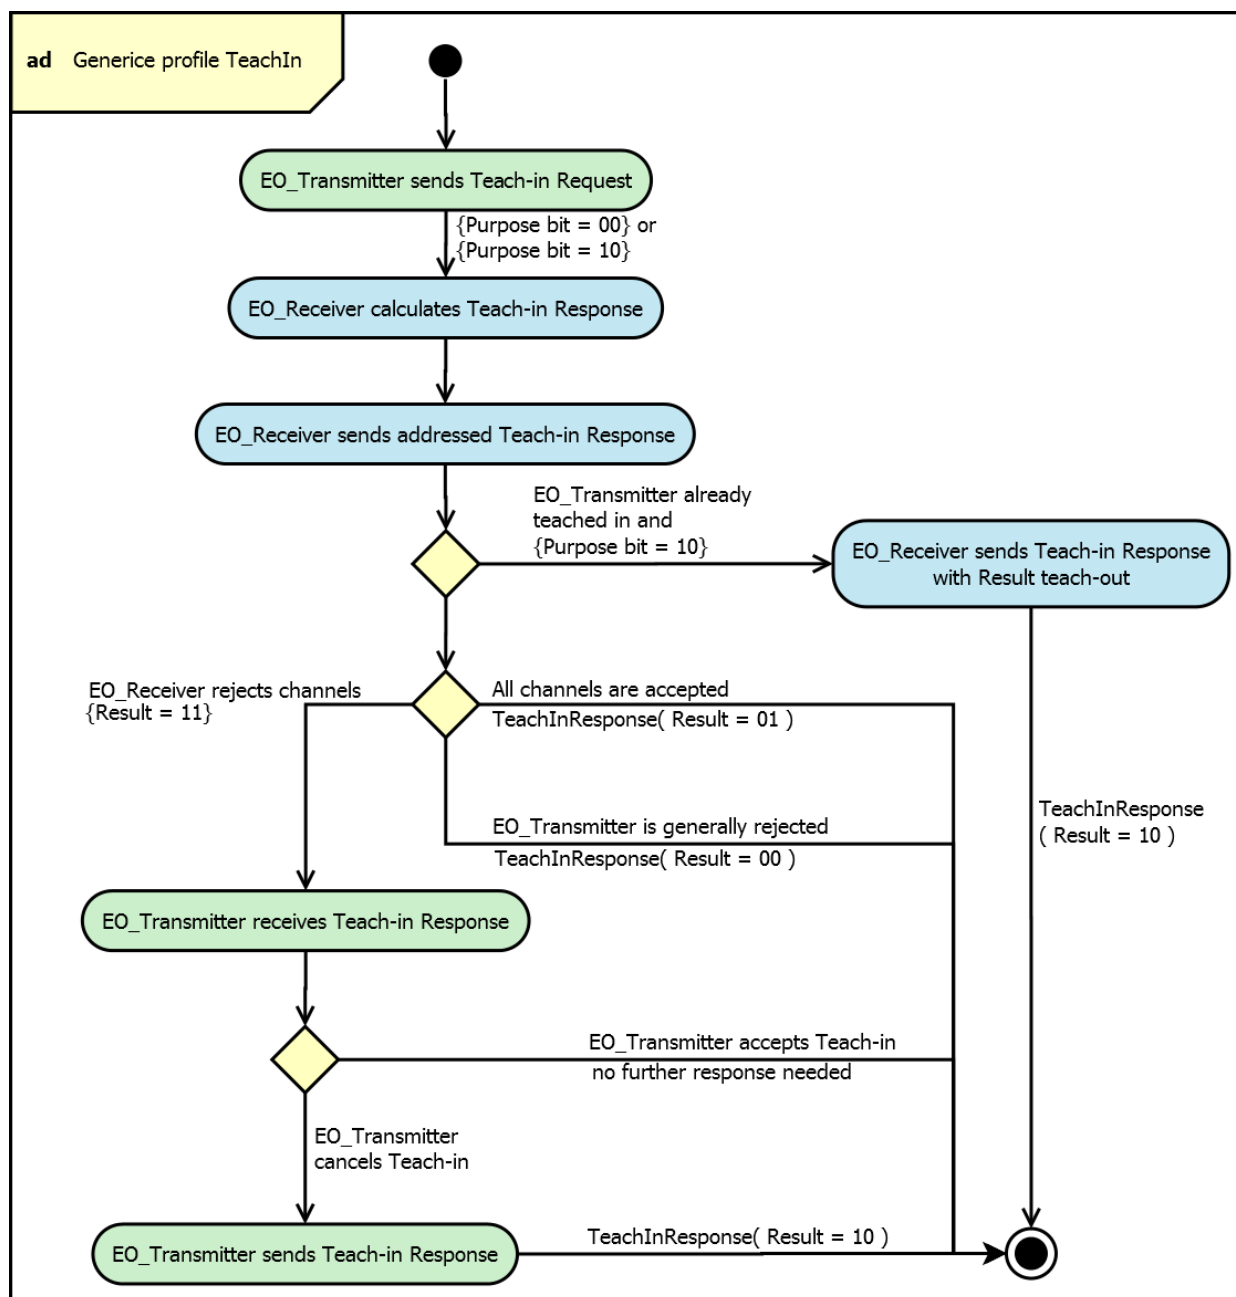 ad Generice profile TeachIn
EO_Transmitter sends Teach-in Request
{Purpose bit = 00} or
{Purpose bit = 10}
EO_Receiver calculates Teach-in Response
EO_Receiver sends addressed Teach-in Response
EO_Transmitter already
teached in and
{Purpose bit = 10}
EO_Receiver sends Teach-in Response
with Result teach-out
EO_Receiver rejects channels
{Result = 11}
All channels are accepted
TeachInResponse( Result = 01 )
EO_Transmitter is generally rejected
TeachInResponse( Result = 00 )
TeachInResponse
( Result = 10 )
EO_Transmitter receives Teach-in Response
EO_Transmitter accepts Teach-in
no further response needed
EO_Transmitter
cancels Teach-in
EO_Transmitter sends Teach-in Response
TeachInResponse( Result = 10 )